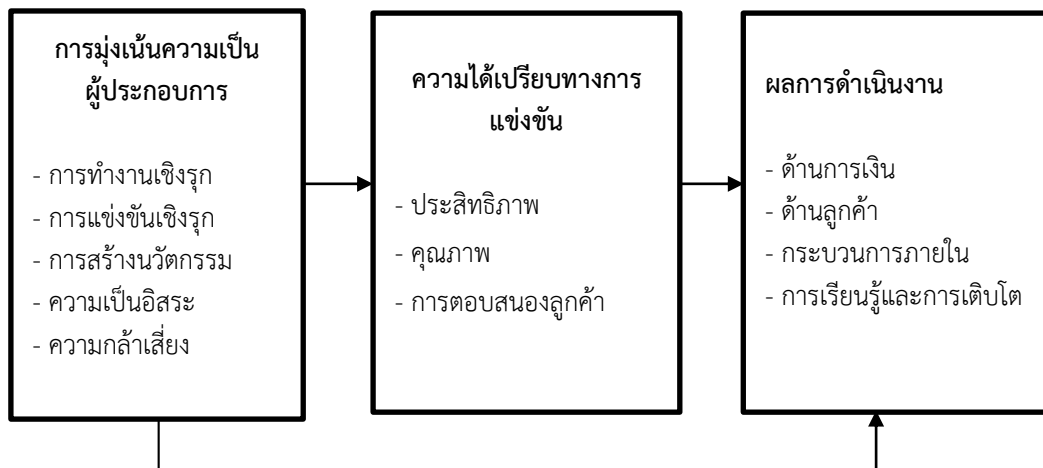 การมุ่งเน้นความเป็น
ผู้ประกอบการ
- การทำงานเชิงรุก
- การแข่งขันเชิงรุก
- การสร้างนวัตกรรม
- ความเป็นอิสระ
- ความกล้าเสี่ยง
ความได้เปรียบทางการ
แข่งขัน
- ประสิทธิภาพ
- คุณภาพ
- การตอบสนองลูกค้า
ผลการดำเนินงาน
- ด้านการเงิน
- ด้านลูกค้า
- กระบวนการภายใน
- การเรียนรู้และการเติบโต